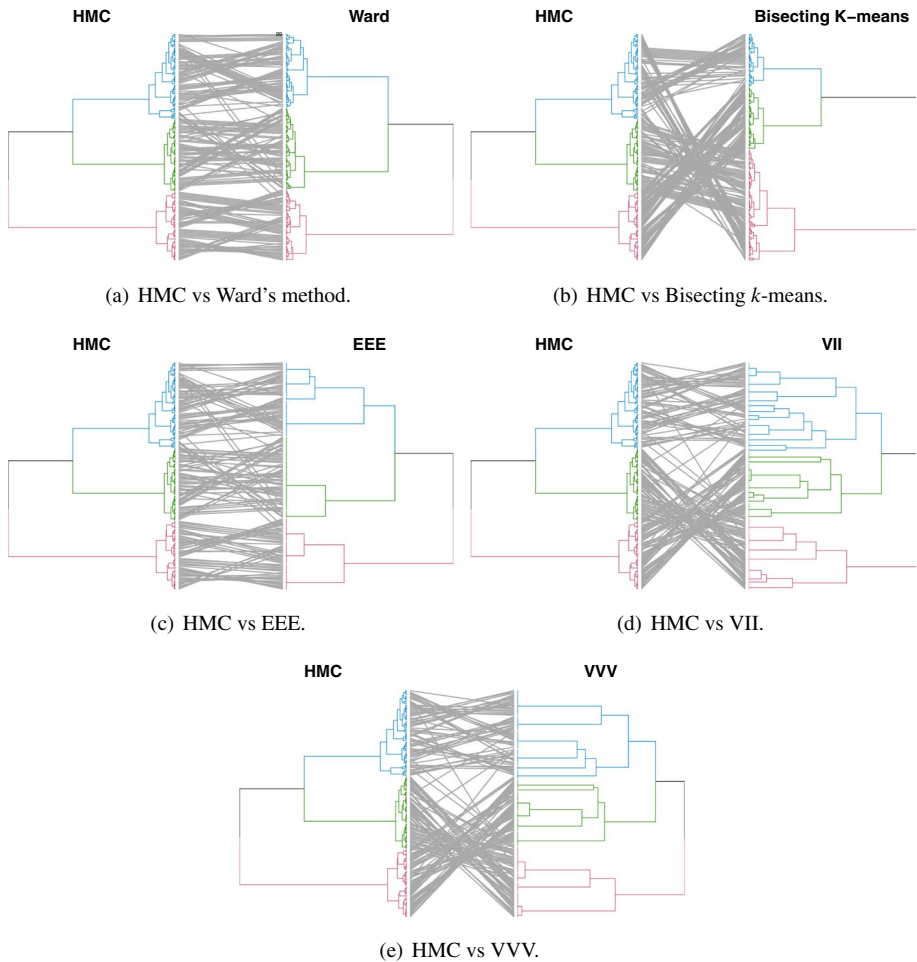 HMC Ward
HMC Bisecting K−means
(a) HMC vs Ward's method.
(b) HMC vs Bisecting k-means.
HMC EEE
HMC VII
(c) HMC vs EEE.
(d) HMC vs VII.
HMC VVV
(e) HMC vs VVV.